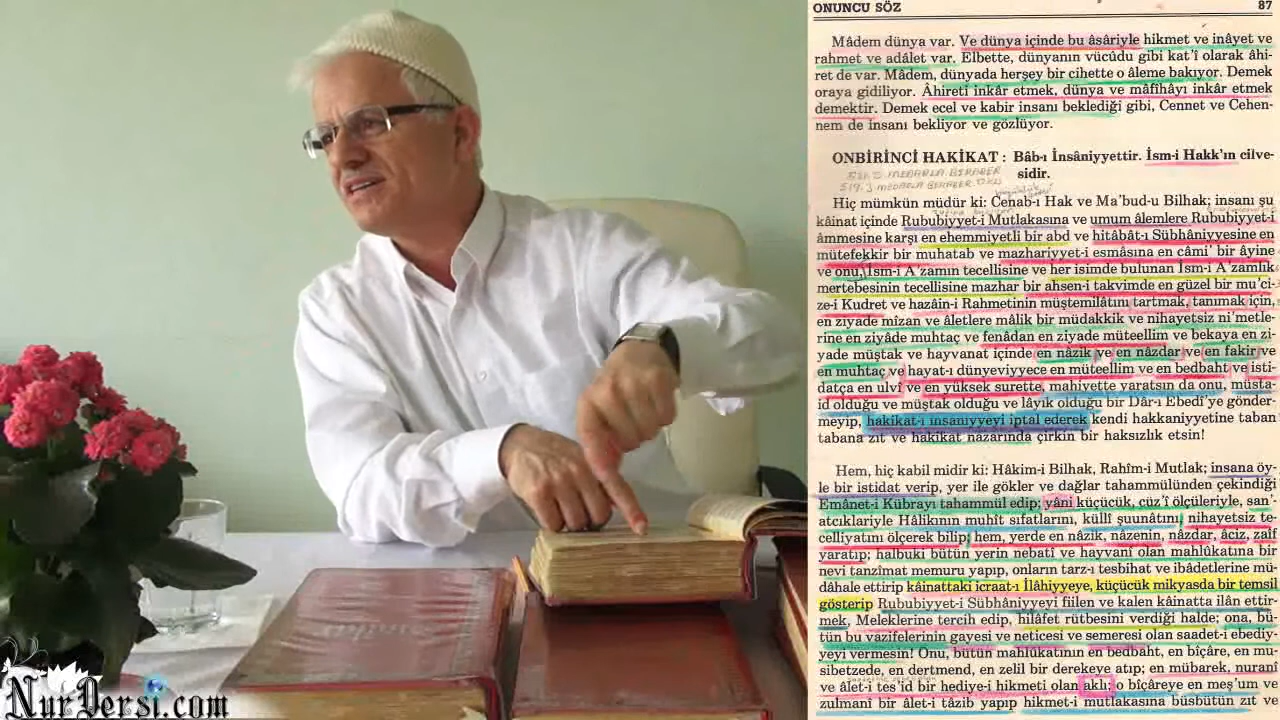 ONUNCU SÖZ 87
Mâdem dünya var. Ve dünya içinde bu âsâriyle hikmet ve inâyet ve
rahmet ve adâlet var. Elbette, dünyanın vücûdu gibi kat'î olarak âhi-
ret de var. Mâdem, dünyada herşey bir cihette o âleme bakıyor. Demek
oraya gidiliyor. Âhireti inkâr etmek, dünya ve mâfîhâyı inkâr etmek
demektir. Demek ecel ve kabir insanı beklediği gibi, Cennet ve Cehen-
nem de insanı bekliyor ve gözlüyor.
ONBİRİNCİ HAKİKAT : Bâb-ı İnsâniyyettir. İsm-i Hakk'ın cilve-
sidir.
Hiç mümkün müdür ki: Cenab-ı Hak ve Ma'bud-u Bilhak; insanı şu
kâinat içinde Rububiyyet-i Mutlakasına ve umum âlemlere Rububiyyet-i
âmmesine karşı en ehemmiyetli bir abd ve hitâbât-ı Sübhâniyyesine en
mütefekkir bir muhatab ve mazhariyyet-i esmâsına en câmi' bir âyine
ve onu, İsm-i A'zamın tecellisine ve her isimde bulunan İsm-i A'zamlık
mertebesinin tecellisine mazhar bir ahsen-i takvimde en güzel bir mu'ci-
ze-i Kudret ve hazâin-i Rahmetinin müştemilâtını tartmak, tanımak için,
en ziyade mizan ve âletlere mâlik bir müdakkik ve nihayetsiz ni'metle-
rine en ziyâde muhtaç ve fenâdan en ziyade müteellim ve bekaya en zi-
yade müştak ve hayvanat içinde en nâzik ve en nâzdar ve en fakir ve
en muhtaç ve hayat-ı dünyeviyyece en müteellim ve en bedbaht ve isti-
datça en ulvî ve en yüksek surette, mahiyette yaratsın da onu, müsta-
id olduğu ve müştak olduğu ve lâyık olduğu bir Dâr-ı Ebedî'ye gönder-
meyip, hakikat-ı insaniyyeyi iptal ederek kendi hakkaniyyetine taban
tabana zıt ve hakikat nazarında çirkin bir haksızlık etsin!
Hem, hiç kabil midir ki: Hâkim-i Bilhak, Rahîm-i Mutlak; insana öy-
le bir istidat verip, yer ile gökler ve dağlar tahammülünden çekindiği
Emânet-i Kübrayı tahammül edip; yâni küçücük, cüz'î ölçüleriyle, san'-
atcıklariyle Hâlikının muhît sıfatlarını, küllî şuunatını, nihayetsiz te-
celliyatını ölçerek bilip; hem, yerde en nâzik, nâzenin, nâzdar, âciz, zaîf
yaratıp; halbuki bütün yerin nebatî ve hayvanî olan mahlûkatına bir
nevi tanzîmat memuru yapıp, onların tarz-ı tesbihat ve ibâdetlerine mü-
dâhale ettirip kâinattaki icraat-ı İlâhiyyeye, küçücük mikyasda bir temsil
gösterip Rububiyyet-i Sübhâniyyeyi fiilen ve kalen kâinatta ilân ettir-
mek, Meleklerine tercih edip, hilâfet rütbesini verdiği halde; ona, bü-
tün bu vazifelerinin gayesi ve neticesi ve semeresi olan saadet-i ebediy-
yeyi vermesin! Onu, bütün mahlûkatının en bedbaht, en bîçâre, en mu-
sibetzede, en dertmend, en zelil bir derekeye atıp; en mübarek, nuranî
ve âlet-i tes'id bir hediye-i hikmeti olan aklı; o bîçâreye en meş'um ve
zulmanî bir âlet-i tâzib yapıp hikmet-i mutlakasına büsbütün zıt ve
NurDersi.com